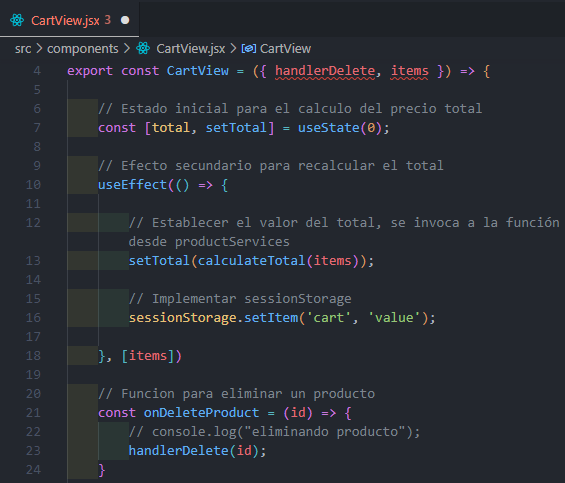 CartView.jsx 3 ●
src > components > CartView.jsx > CartView
4 export const CartView = ({ handlerDelete, items }) => {
5
6 // Estado inicial para el calculo del precio total
7 const [total, setTotal] = useState(0);
8
9 // Efecto secundario para recalcular el total
10 useEffect(() => {
11
12 // Establecer el valor del total, se invoca a la función
desde productServices
13 setTotal(calculateTotal(items));
14
15 // Implementar sessionStorage
16 sessionStorage.setItem('cart', 'value');
17
18 }, [items])
19
20 // Funcion para eliminar un producto
21 const onDeleteProduct = (id) => {
22 // console.log("eliminando producto");
23 handlerDelete(id);
24 }